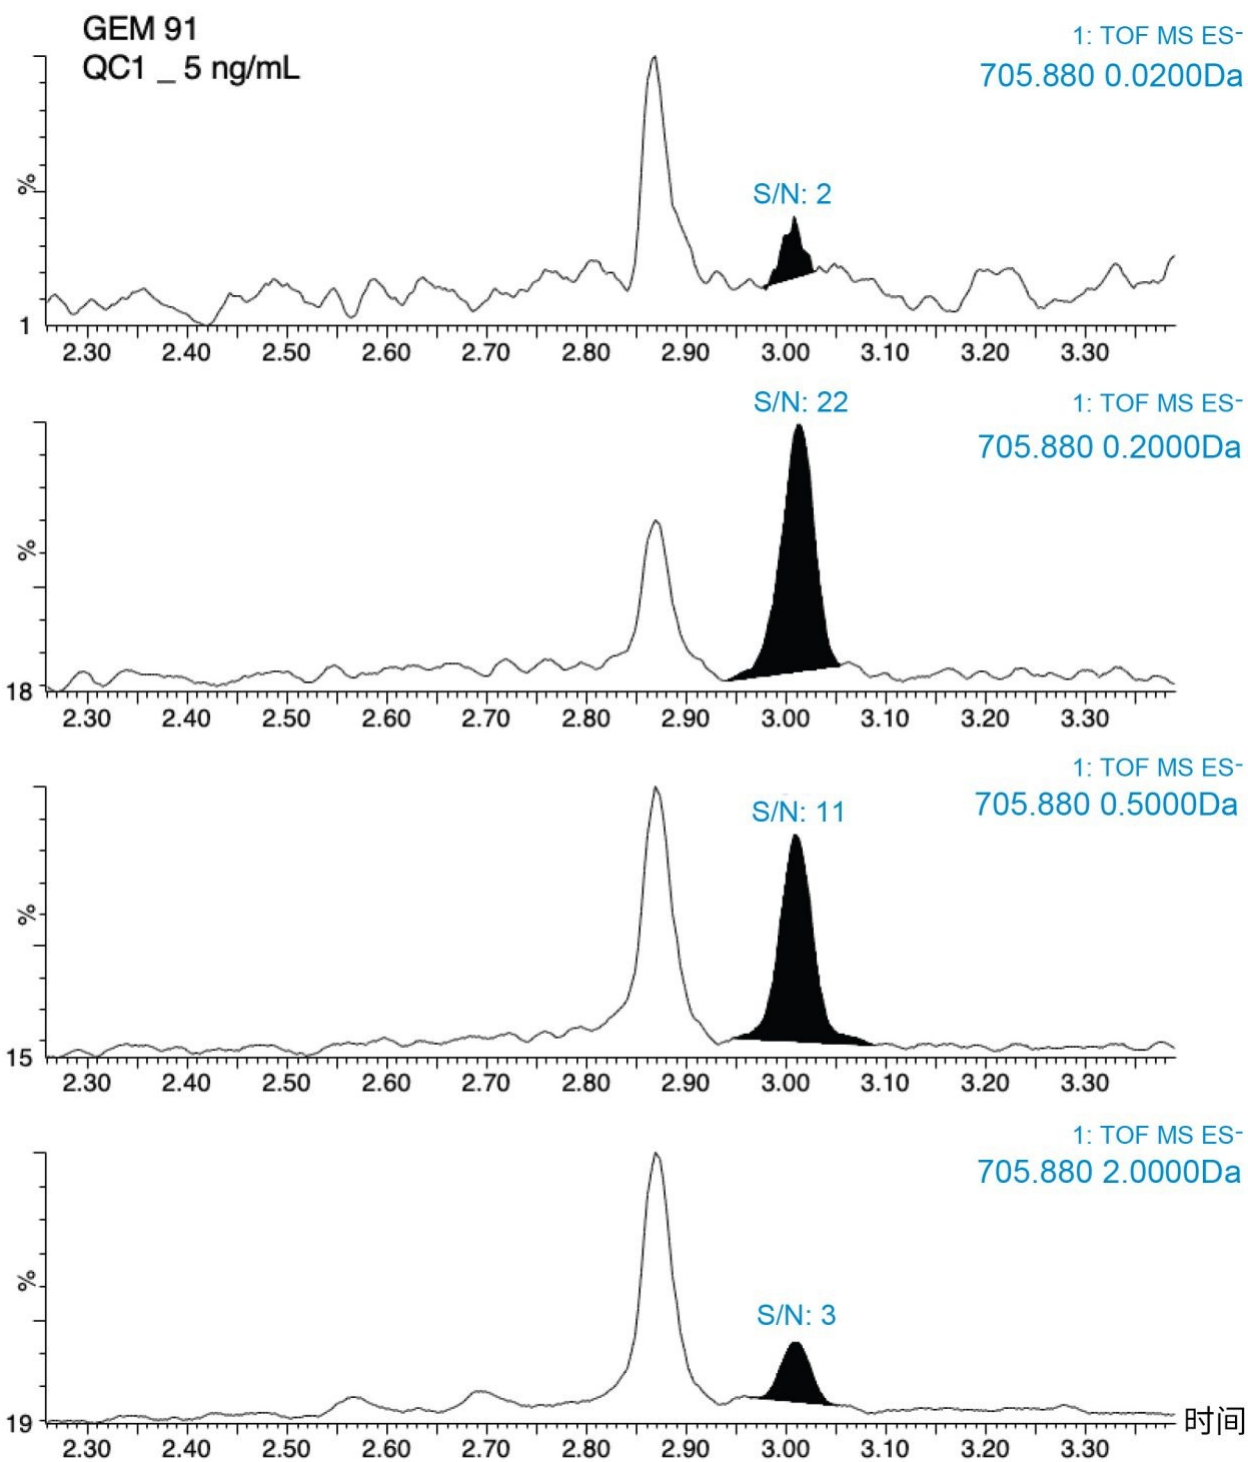 GEM 91
QC1 _ 5 ng/mL
1: TOF MS ES-
705.880 0.0200Da
S/N: 2
%
1
2.30 2.40 2.50 2.60 2.70 2.80 2.90 3.00 3.10 3.20 3.30
S/N: 22
1: TOF MS ES-
705.880 0.2000Da
%
18
2.30 2.40 2.50 2.60 2.70 2.80 2.90 3.00 3.10 3.20 3.30
1: TOF MS ES-
705.880 0.5000Da
S/N: 11
%
15
2.30 2.40 2.50 2.60 2.70 2.80 2.90 3.00 3.10 3.20 3.30
1: TOF MS ES-
705.880 2.0000Da
%
S/N: 3
19
时间
2.30 2.40 2.50 2.60 2.70 2.80 2.90 3.00 3.10 3.20 3.30